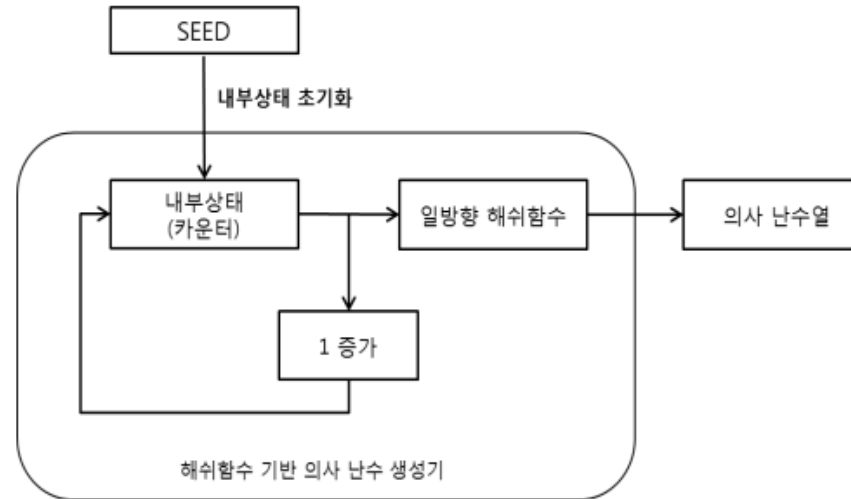 SEED
내부상태 초기화
내부상태
(카운터)
일방향 해쉬함수
의사 난수열
1 증가
해쉬함수 기반 의사 난수 생성기